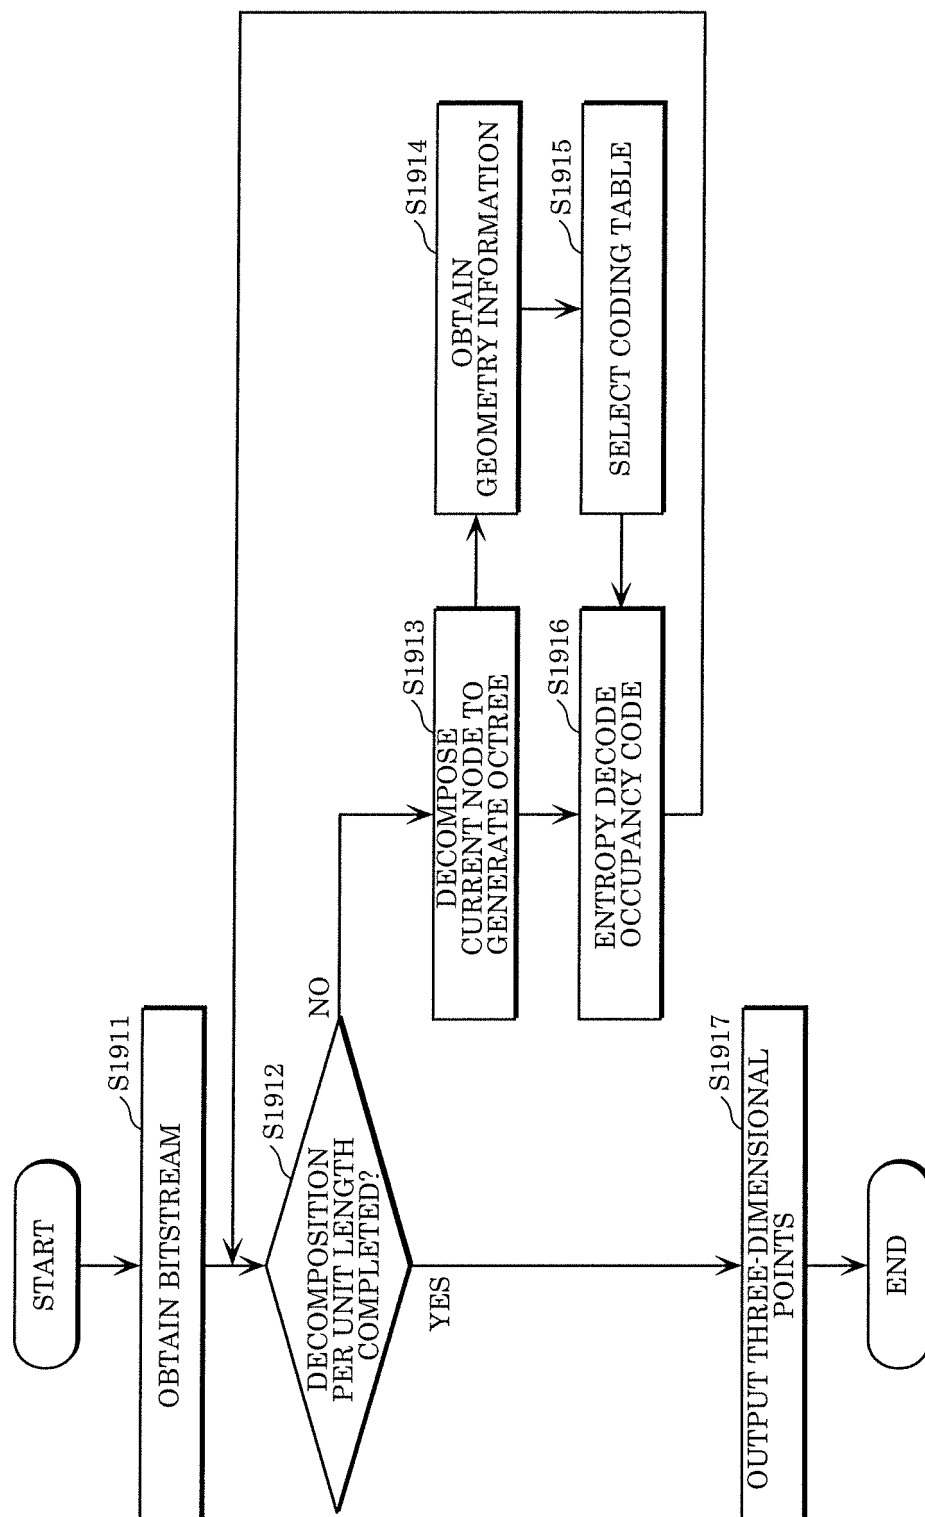 START
S1911
OBTAIN BITSTREAM
S1912
DECOMPOSITION
PER UNIT LENGTH
COMPLETED?
NO
YES
S1913
DECOMPOSE
CURRENT NODE TO
GENERATE OCTREE
S1914
OBTAIN
GEOMETRY INFORMATION
S1915
SELECT CODING TABLE
S1916
ENTROPY DECODE
OCCUPANCY CODE
S1917
OUTPUT THREE-DIMENSIONAL
POINTS
END